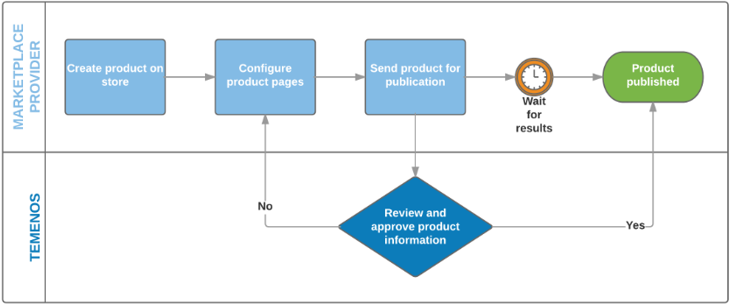 MARKETPLACE
PROVIDER
Create product on
store
Configure
product pages
Send product for
publication
Wait
for
results
Product
published
TEMENOS
No
Review and
approve product
information
Yes